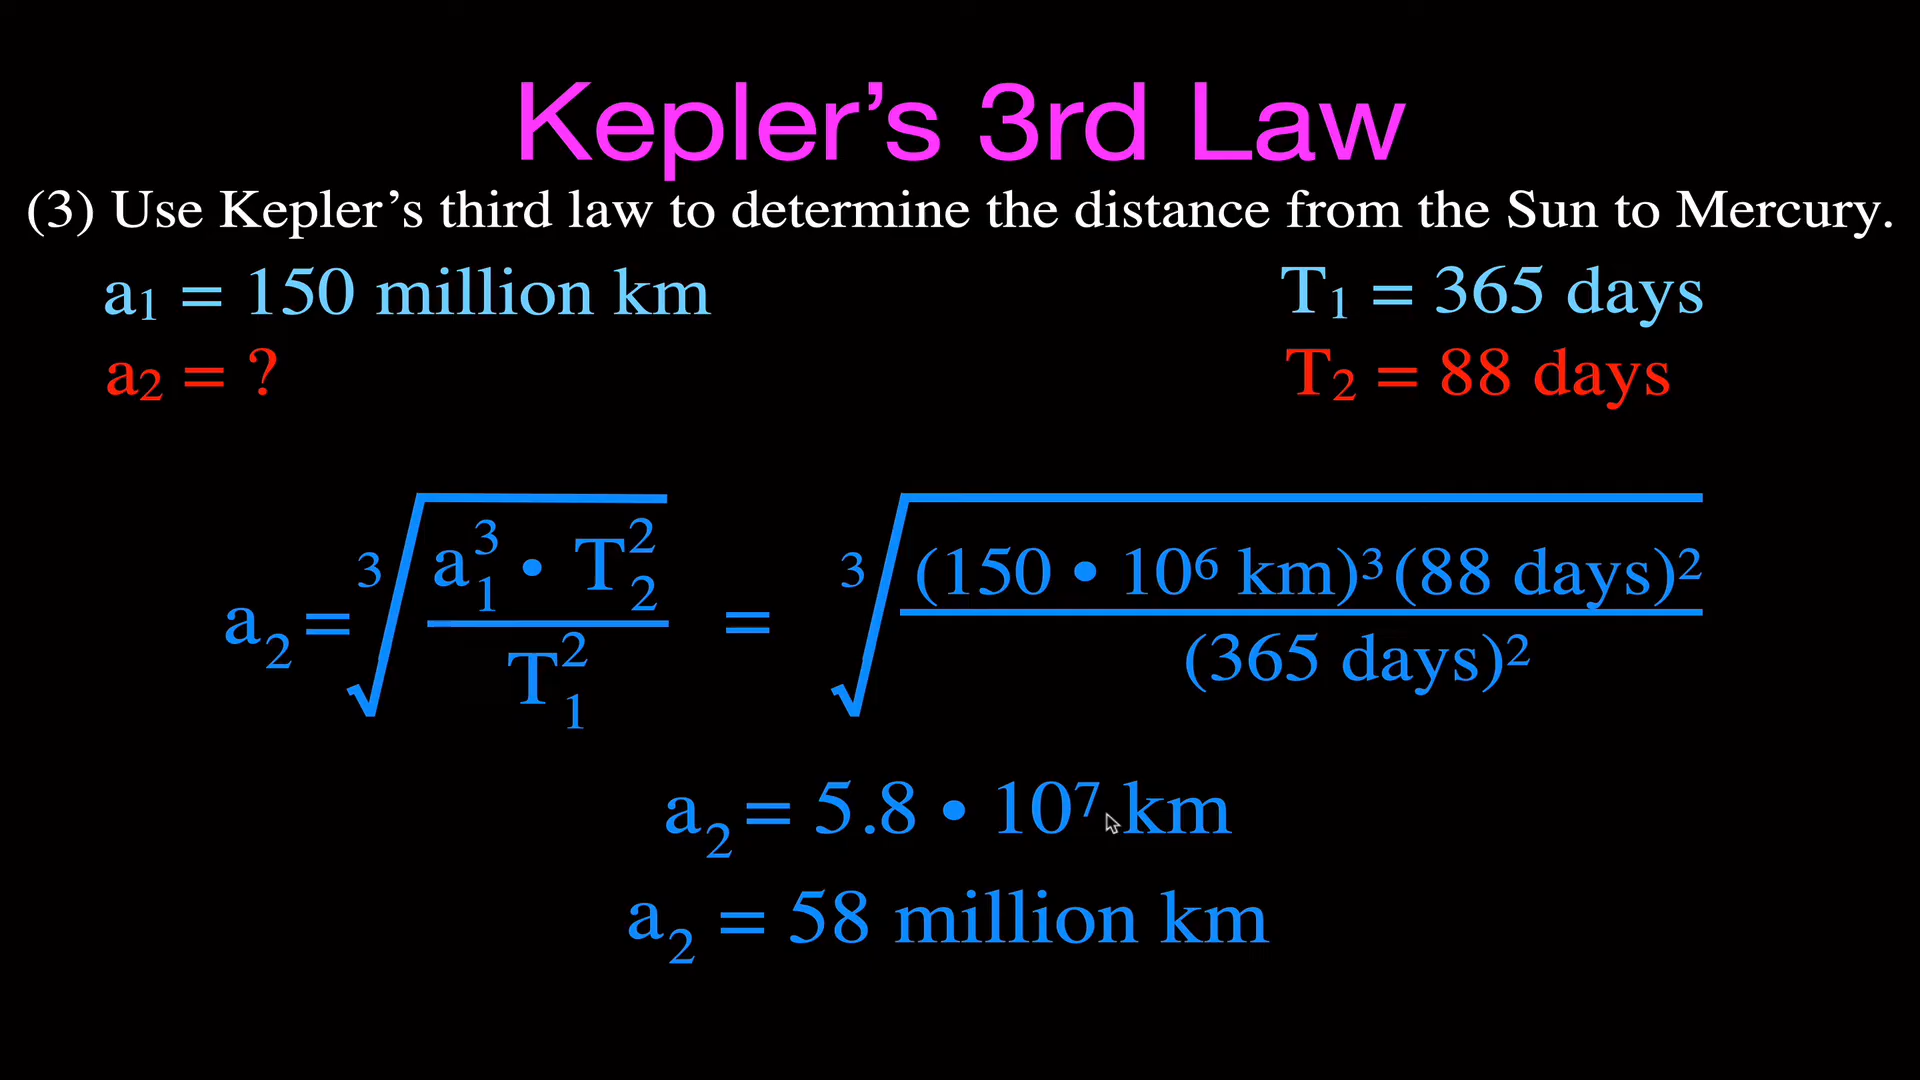 Kepler’s 3rd Law
(3) Use Kepler’s third law to determine the distance from the Sun to Mercury.
a₁ = 150 million km T₁ = 365 days
a₂ = ? T₂ = 88 days
a₂ = ∛(a₁³ • T₂² / T₁²) = ∛((150 • 10⁶ km)³(88 days)² / (365 days)²)
a₂ = 5.8 • 10⁷ km
a₂ = 58 million km